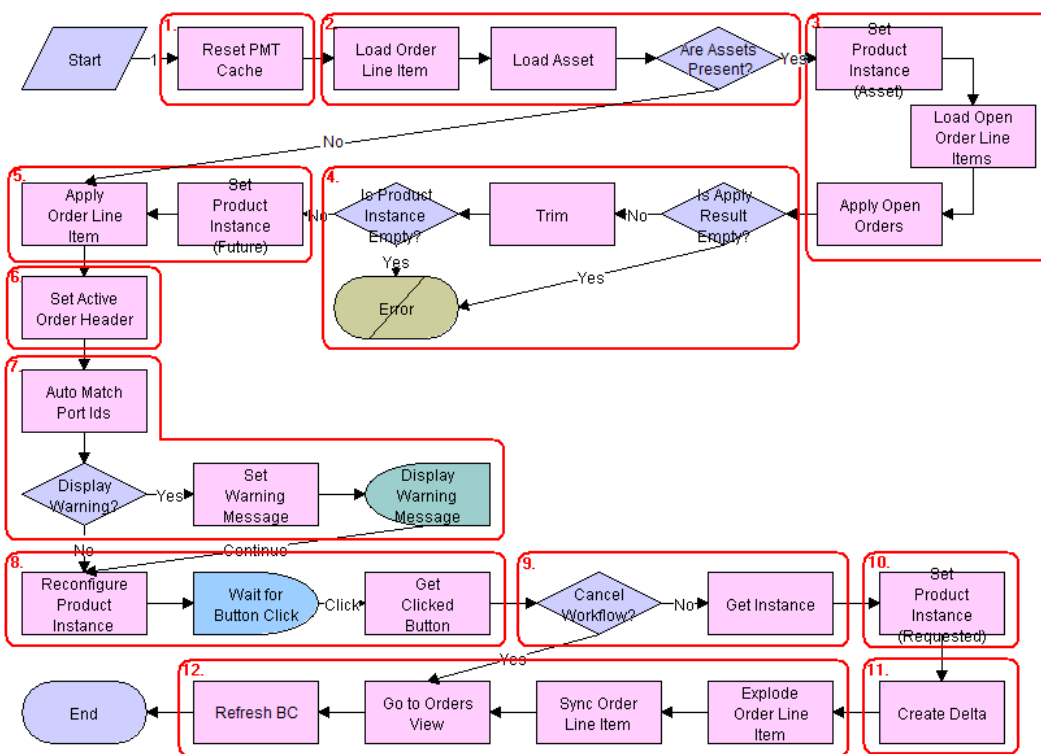 1.
2.
3.
Start
1
Reset PMT
Cache
Load Order
Line Item
Load Asset
Are Assets
Present?
Yes
Set
Product
Instance
(Asset)
Load Open
Order Line
Items
No
5.
4.
Apply
Order Line
Item
Set
Product
Instance
(Future)
No
Is Product
Instance
Empty?
Trim
No
Is Apply
Result
Empty?
Apply Open
Orders
Yes
Yes
Error
6.
Set Active
Order Header
7.
Auto Match
Port Ids
Display
Warning?
Yes
Set
Warning
Message
Display
Warning
Message
No
Continue
8.
9.
10.
Reconfigure
Product
Instance
Wait for
Button Click
Click
Get
Clicked
Button
Cancel
Workflow?
No
Get Instance
Set
Product
Instance
(Requested)
Yes
12.
11.
End
Refresh BC
Go to Orders
View
Sync Order
Line Item
Explode
Order Line
Item
Create Delta